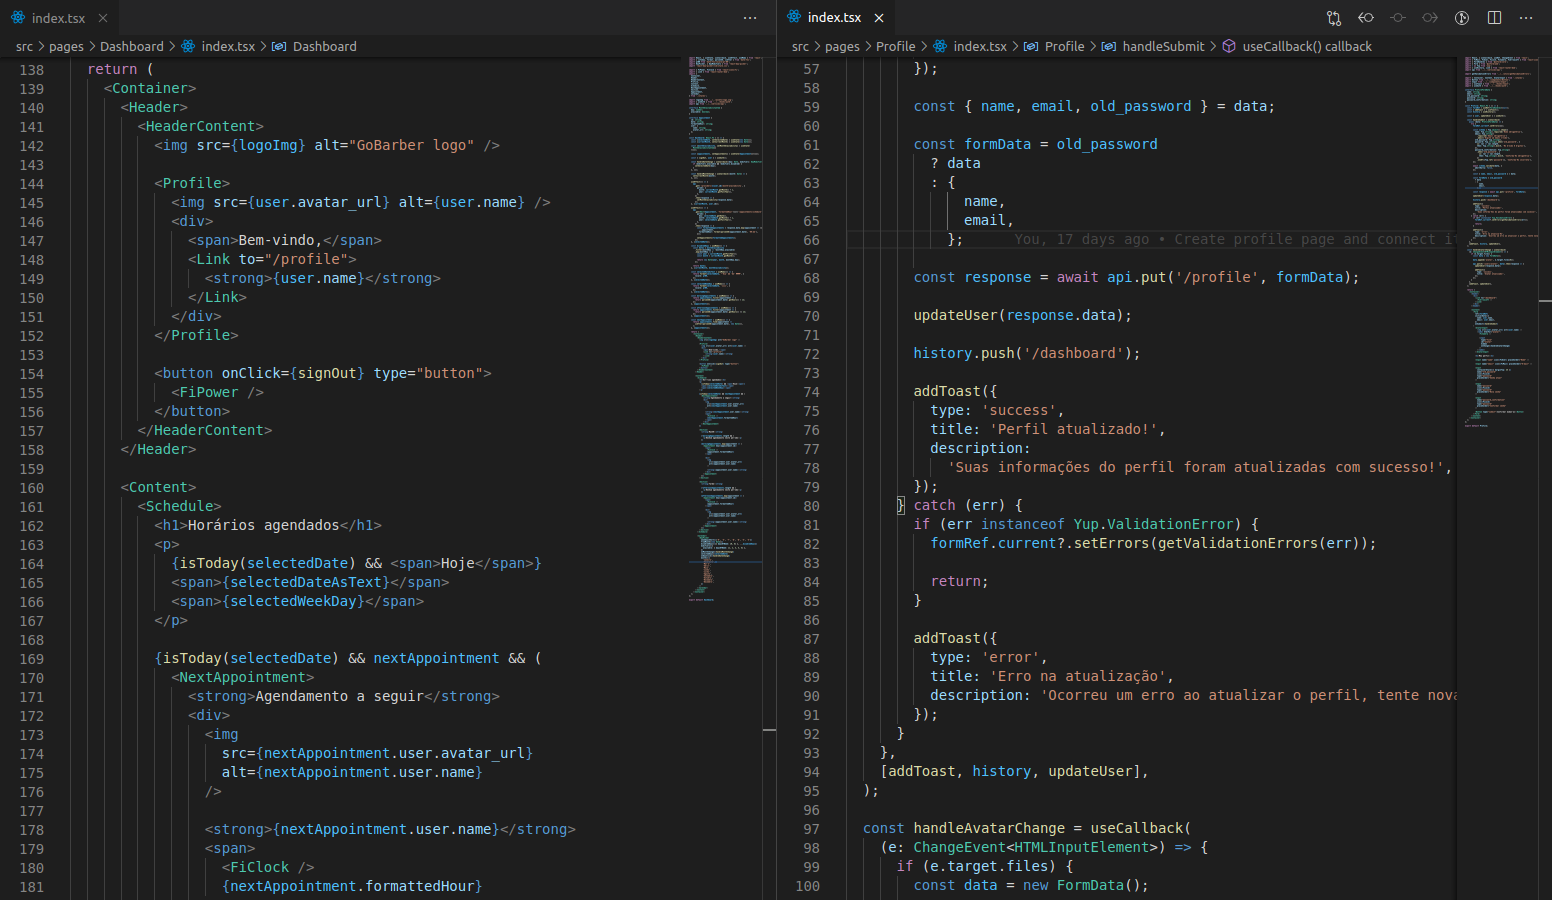 index.tsx
src > pages > Dashboard > index.tsx > Dashboard
138 return (
139 <Container>
140 <Header>
141 <HeaderContent>
142 <img src={logoImg} alt="GoBarber logo" />
143
144 <Profile>
145 <img src={user.avatar_url} alt={user.name} />
146 <div>
147 <span>Bem-vindo,</span>
148 <Link to="/profile">
149 <strong>{user.name}</strong>
150 </Link>
151 </div>
152 </Profile>
153
154 <button onClick={signOut} type="button">
155 <FiPower />
156 </button>
157 </HeaderContent>
158 </Header>
159
160 <Content>
161 <Schedule>
162 <h1>Horários agendados</h1>
163 <p>
164 {isToday(selectedDate) && <span>Hoje</span>}
165 <span>{selectedDateAsText}</span>
166 <span>{selectedWeekDay}</span>
167 </p>
168
169 {isToday(selectedDate) && nextAppointment && (
170 <NextAppointment>
171 <strong>Agendamento a seguir</strong>
172 <div>
173 <img
174 src={nextAppointment.user.avatar_url}
175 alt={nextAppointment.user.name}
176 />
177
178 <strong>{nextAppointment.user.name}</strong>
179 <span>
180 <FiClock />
181 {nextAppointment.formattedHour}
index.tsx
src > pages > Profile > index.tsx > Profile > handleSubmit > useCallback() callback
57 });
58
59 const { name, email, old_password } = data;
60
61 const formData = old_password
62 ? data
63 : {
64 name,
65 email,
66 }; You, 17 days ago • Create profile page and connect i
67
68 const response = await api.put('/profile', formData);
69
70 updateUser(response.data);
71
72 history.push('/dashboard');
73
74 addToast({
75 type: 'success',
76 title: 'Perfil atualizado!',
77 description:
78 'Suas informações do perfil foram atualizadas com sucesso!',
79 });
80 } catch (err) {
81 if (err instanceof Yup.ValidationError) {
82 formRef.current?.setErrors(getValidationErrors(err));
83
84 return;
85 }
86
87 addToast({
88 type: 'error',
89 title: 'Erro na atualização',
90 description: 'Ocorreu um erro ao atualizar o perfil, tente nova
91 });
92 }
93 },
94 [addToast, history, updateUser],
95 );
96
97 const handleAvatarChange = useCallback(
98 (e: ChangeEvent<HTMLInputElement>) => {
99 if (e.target.files) {
100 const data = new FormData();